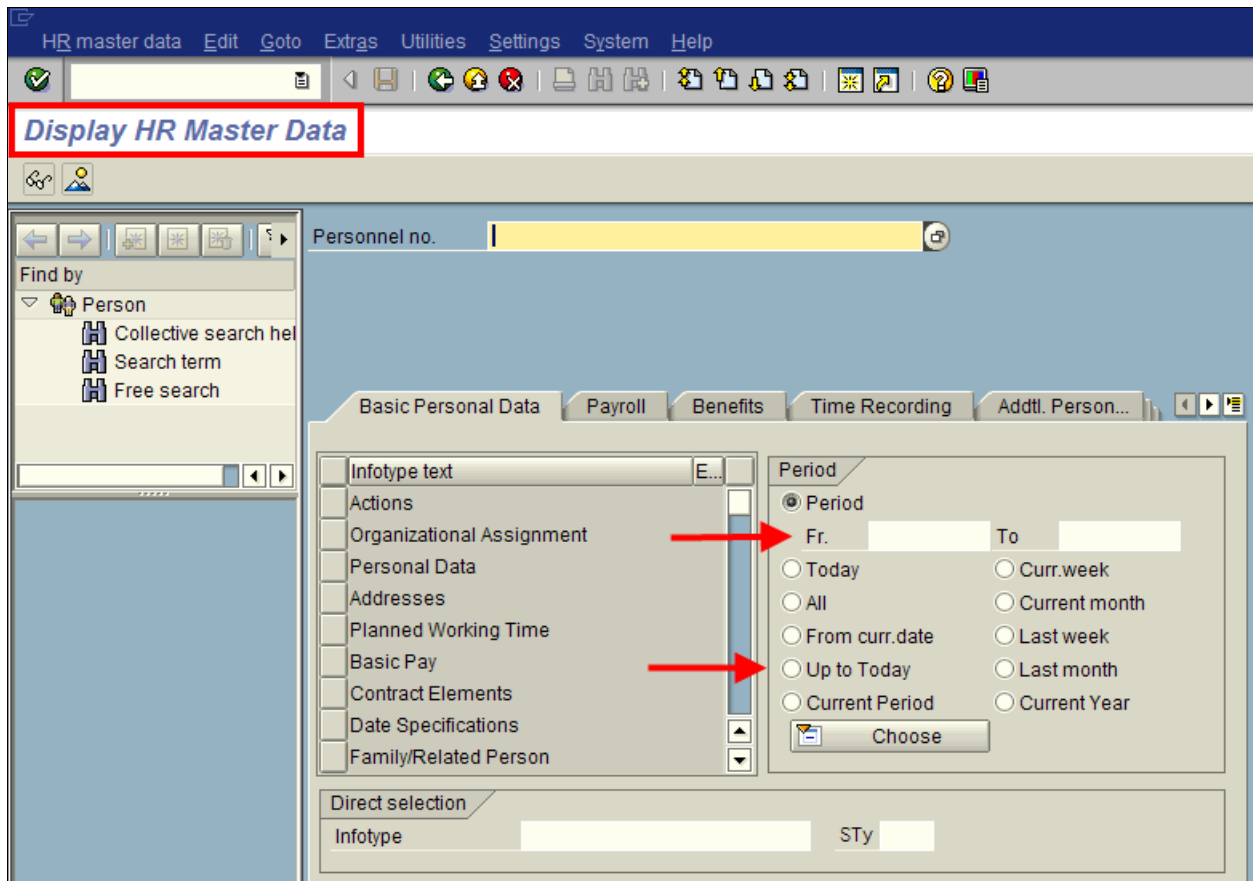 HR master data Edit Goto Extras Utilities Settings System Help
Display HR Master Data
Personnel no.
Find by
Person
Collective search hel
Search term
Free search
Basic Personal Data Payroll Benefits Time Recording Addtl. Person...
Infotype text E...
Actions
Organizational Assignment
Personal Data
Addresses
Planned Working Time
Basic Pay
Contract Elements
Date Specifications
Family/Related Person
Period
Period
Fr. To
Today Curr.week
All Current month
From curr.date Last week
Up to Today Last month
Current Period Current Year
Choose
Direct selection
Infotype STy